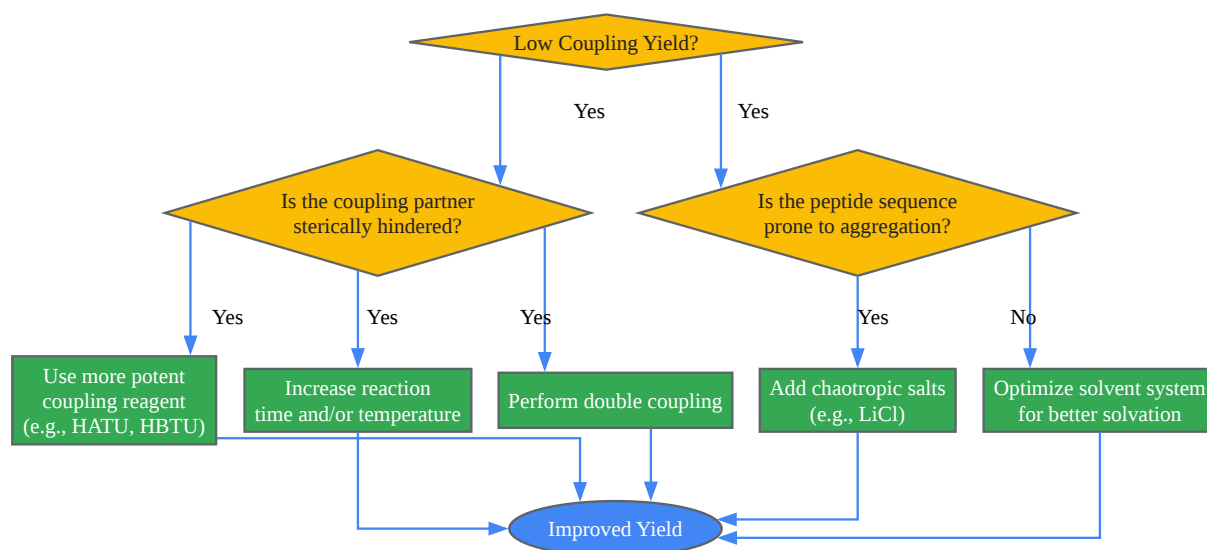 Low Coupling Yield?
Yes
Yes
Is the coupling partner
sterically hindered?
Is the peptide sequence
prone to aggregation?
Yes
Yes
Yes
Yes
No
Use more potent
coupling reagent
(e.g., HATU, HBTU)
Increase reaction
time and/or temperature
Perform double coupling
Add chaotropic salts
(e.g., LiCl)
Optimize solvent system
for better solvation
Improved Yield